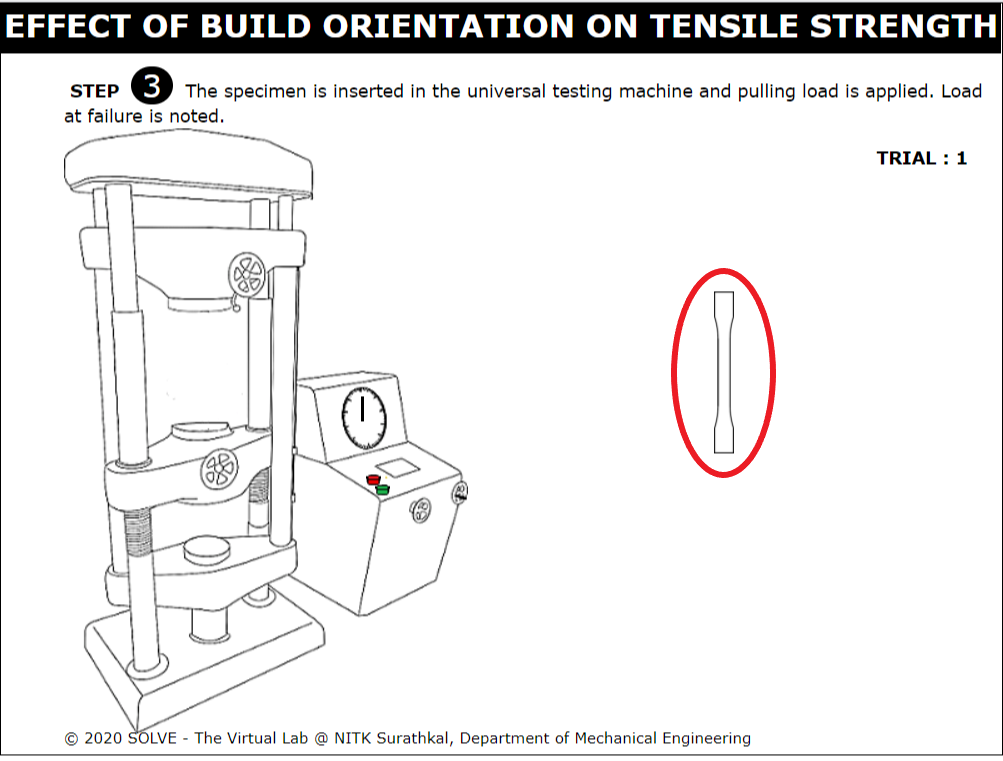 EFFECT OF BUILD ORIENTATION ON TENSILE STRENGTH
STEP 3 The specimen is inserted in the universal testing machine and pulling load is applied. Load
at failure is noted.
TRIAL : 1
© 2020 SOLVE - The Virtual Lab @ NITK Surathkal, Department of Mechanical Engineering